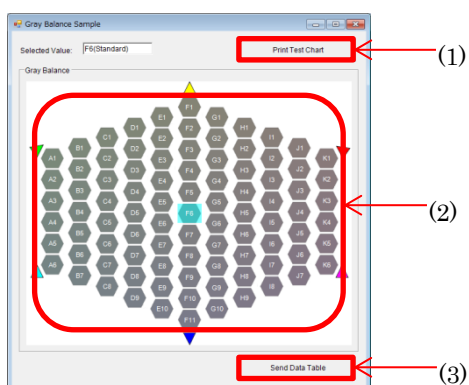 Gray Balance Sample
Selected Value: F6(Standard) Print Test Chart
(1)
Gray Balance
F1
E1 G1
D1 F2 H1
C1 E2 G2 I1
B1 D2 F3 H2 J1
A1 C2 E3 G3 I2 K1
B2 D3 F4 H3 J2
A2 C3 E4 G4 I3 K2
B3 D4 F5 H4 J3
A3 C4 E5 G5 I4 K3
B4 D5 F6 H5 J4
(2)
A4 C5 E6 G6 I5 K4
B5 D6 F7 H6 J5
A5 C6 E7 G7 I6 K5
B6 D7 F8 H7 J6
A6 C7 E8 G8 I7 K6
B7 D8 F9 H8 J7
C8 E9 G9 I8
D9 F10 H9
E10 G10
F11
Send Data Table
(3)